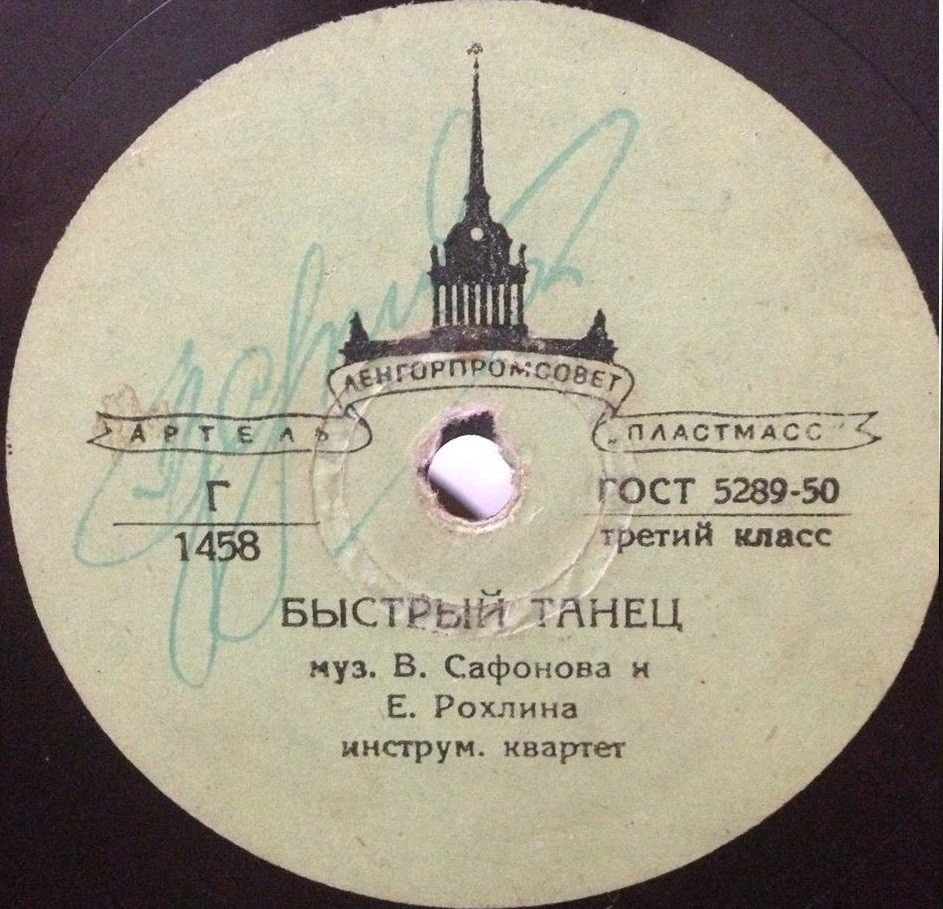 ЛЕНГОРПРОМСОВЕТ
АРТЕЛЬ „ПЛАСТМАСС“
Г ГОСТ 5289-50
1458 третий класс
БЫСТРЫЙ ТАНЕЦ
муз. В. Сафонова и
Е. Рохлина
инструм. квартет